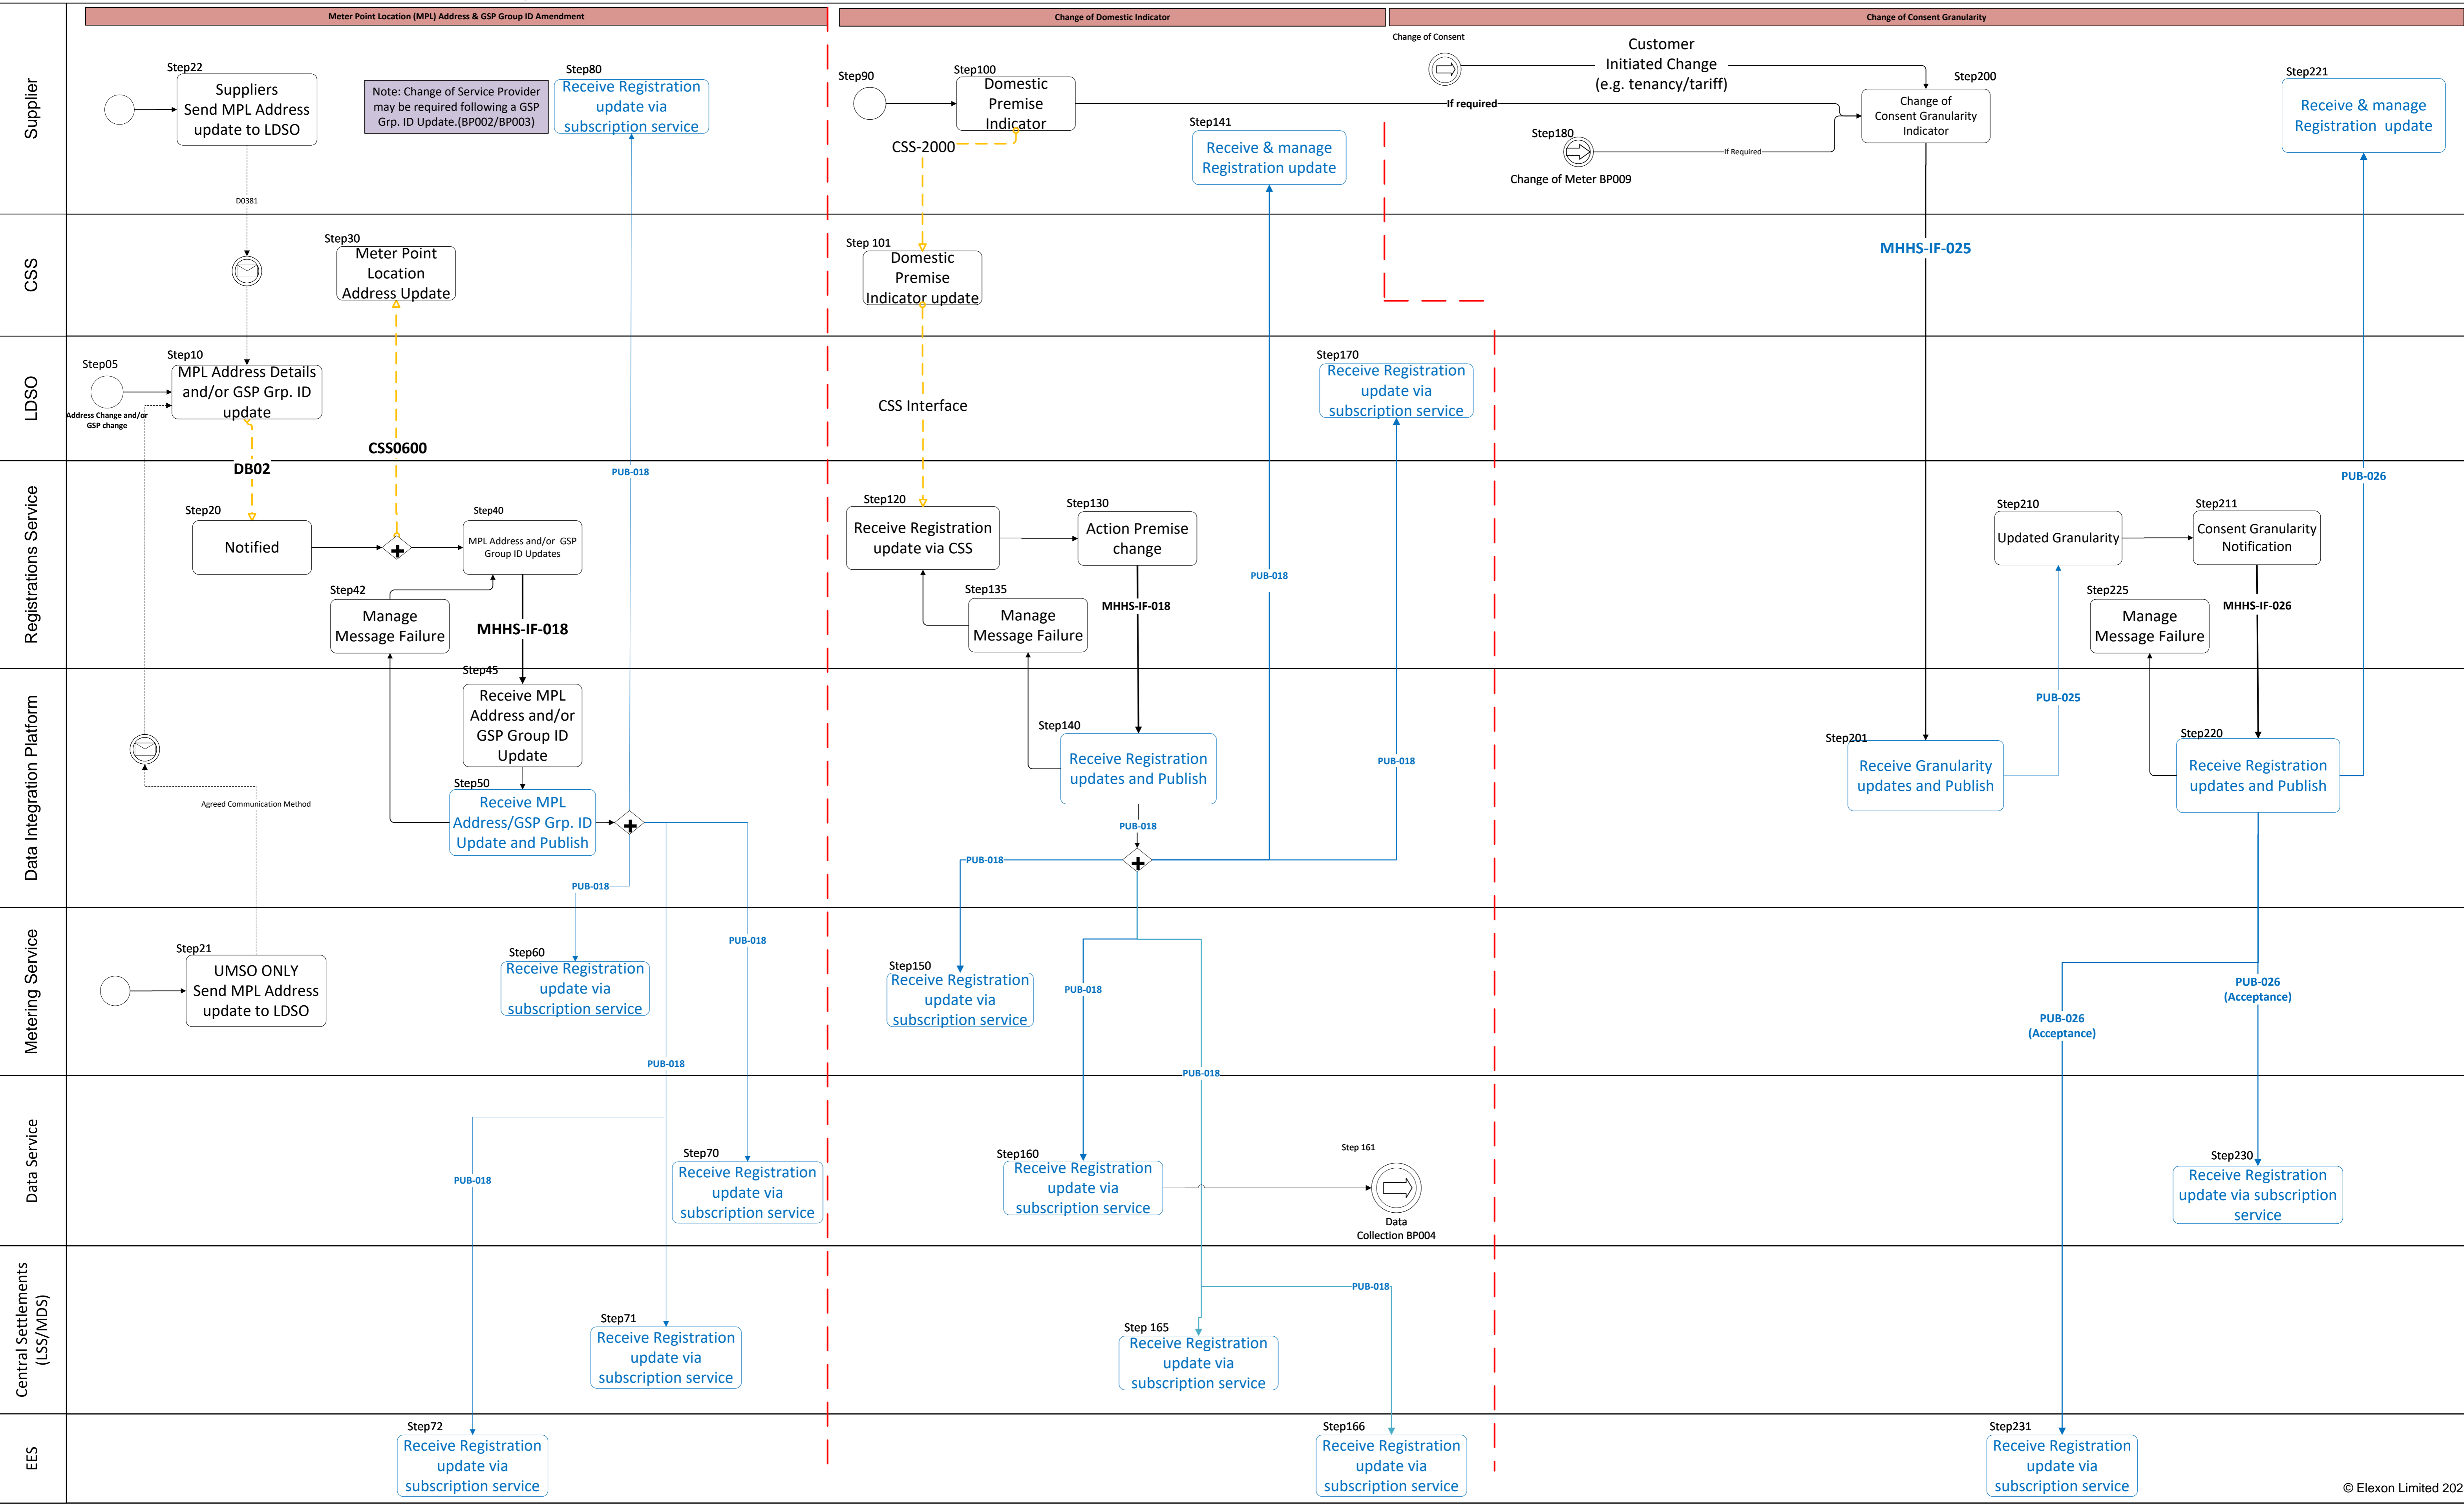 Meter Point Location (MPL) Address & GSP Group ID Amendment
Change of Domestic Indicator
Change of Consent Granularity
Supplier
Step22
Suppliers
Send MPL Address
update to LDSO
Note: Change of Service Provider
may be required following a GSP
Grp. ID Update.(BP002/BP003)
Step80
Receive Registration
update via
subscription service
D0381
Step90
Step100
Domestic
Premise
Indicator
CSS-2000
Step141
Receive & manage
Registration update
Change of Consent
Customer
Initiated Change
(e.g. tenancy/tariff)
If required
Step180
If Required
Change of Meter BP009
Step200
Change of
Consent Granularity
Indicator
Step221
Receive & manage
Registration update
CSS
Step30
Meter Point
Location
Address Update
Step 101
Domestic
Premise
Indicator update
MHHS-IF-025
LDSO
Step05
Address Change and/or
GSP change
Step10
MPL Address Details
and/or GSP Grp. ID
update
CSS0600
DB02
CSS Interface
Step170
Receive Registration
update via
subscription service
Registrations Service
PUB-018
Step20
Notified
Step40
MPL Address and/or GSP
Group ID Updates
Step42
Manage
Message Failure
MHHS-IF-018
Step120
Receive Registration
update via CSS
Step130
Action Premise
change
Step135
Manage
Message Failure
MHHS-IF-018
PUB-018
PUB-026
Step210
Updated Granularity
Step211
Consent Granularity
Notification
Step225
Manage
Message Failure
MHHS-IF-026
Data Integration Platform
Step45
Receive MPL
Address and/or
GSP Group ID
Update
Step50
Receive MPL
Address/GSP Grp. ID
Update and Publish
Agreed Communication Method
PUB-018
Step140
Receive Registration
updates and Publish
PUB-018
PUB-018
PUB-018
PUB-025
Step201
Receive Granularity
updates and Publish
Step220
Receive Registration
updates and Publish
Metering Service
Step21
UMSO ONLY
Send MPL Address
update to LDSO
Step60
Receive Registration
update via
subscription service
PUB-018
PUB-018
Step150
Receive Registration
update via
subscription service
PUB-018
PUB-018
PUB-026
(Acceptance)
PUB-026
(Acceptance)
Data Service
PUB-018
Step70
Receive Registration
update via
subscription service
Step160
Receive Registration
update via
subscription service
Step 161
Data
Collection BP004
Step230
Receive Registration
update via subscription
service
Central Settlements
(LSS/MDS)
Step71
Receive Registration
update via
subscription service
PUB-018
Step 165
Receive Registration
update via
subscription service
EES
Step72
Receive Registration
update via
subscription service
Step166
Receive Registration
update via
subscription service
Step231
Receive Registration
update via
subscription service
© Elexon Limited 202